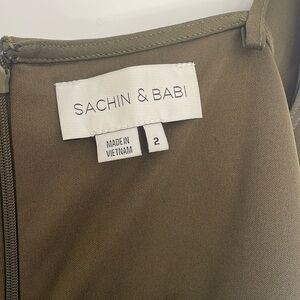 SACHIN & BABI
MADE IN
VIETNAM
2